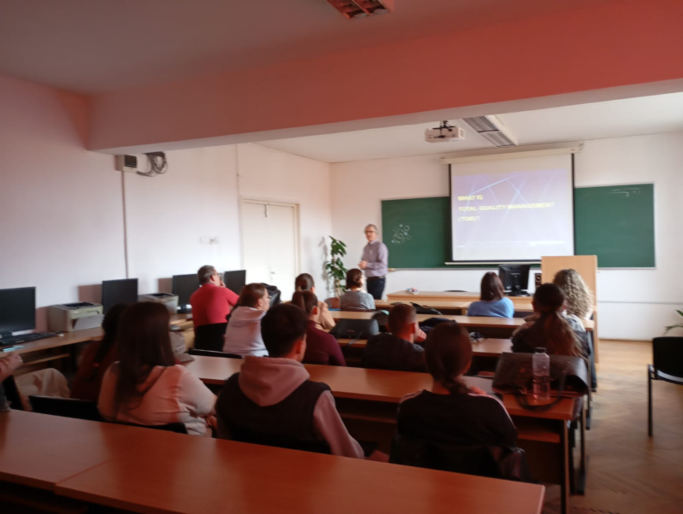 WHAT IS
TOTAL QUALITY MANAGEMENT
(TQM)?